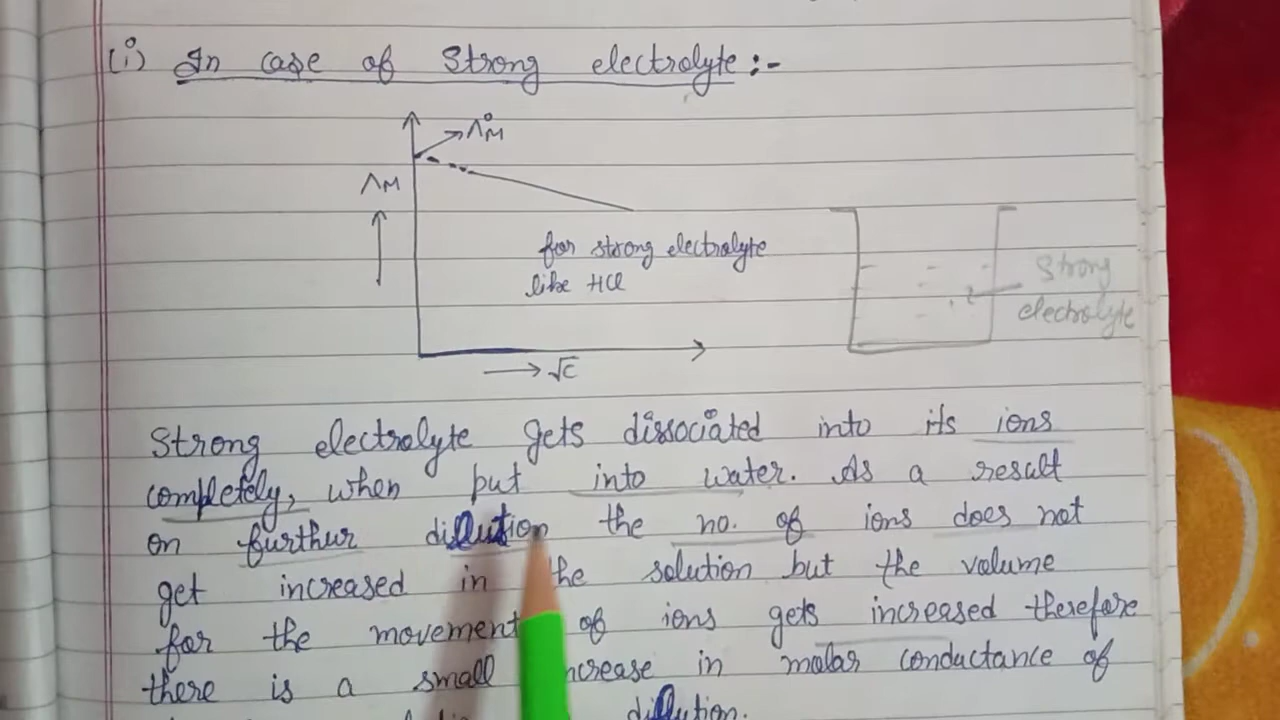 (i) In case of Strong electrolyte :-
Λ°M
ΛM
for strong electrolyte
like HCl
Strong
electrolyte
→ √C
Strong electrolyte gets dissociated into its ions
completely, when put into water. As a result
on furthur dillution the no. of ions does not
get increased in the solution but the volume
for the movement of ions gets increased therefore
there is a small increase in molar conductance of
dillution.